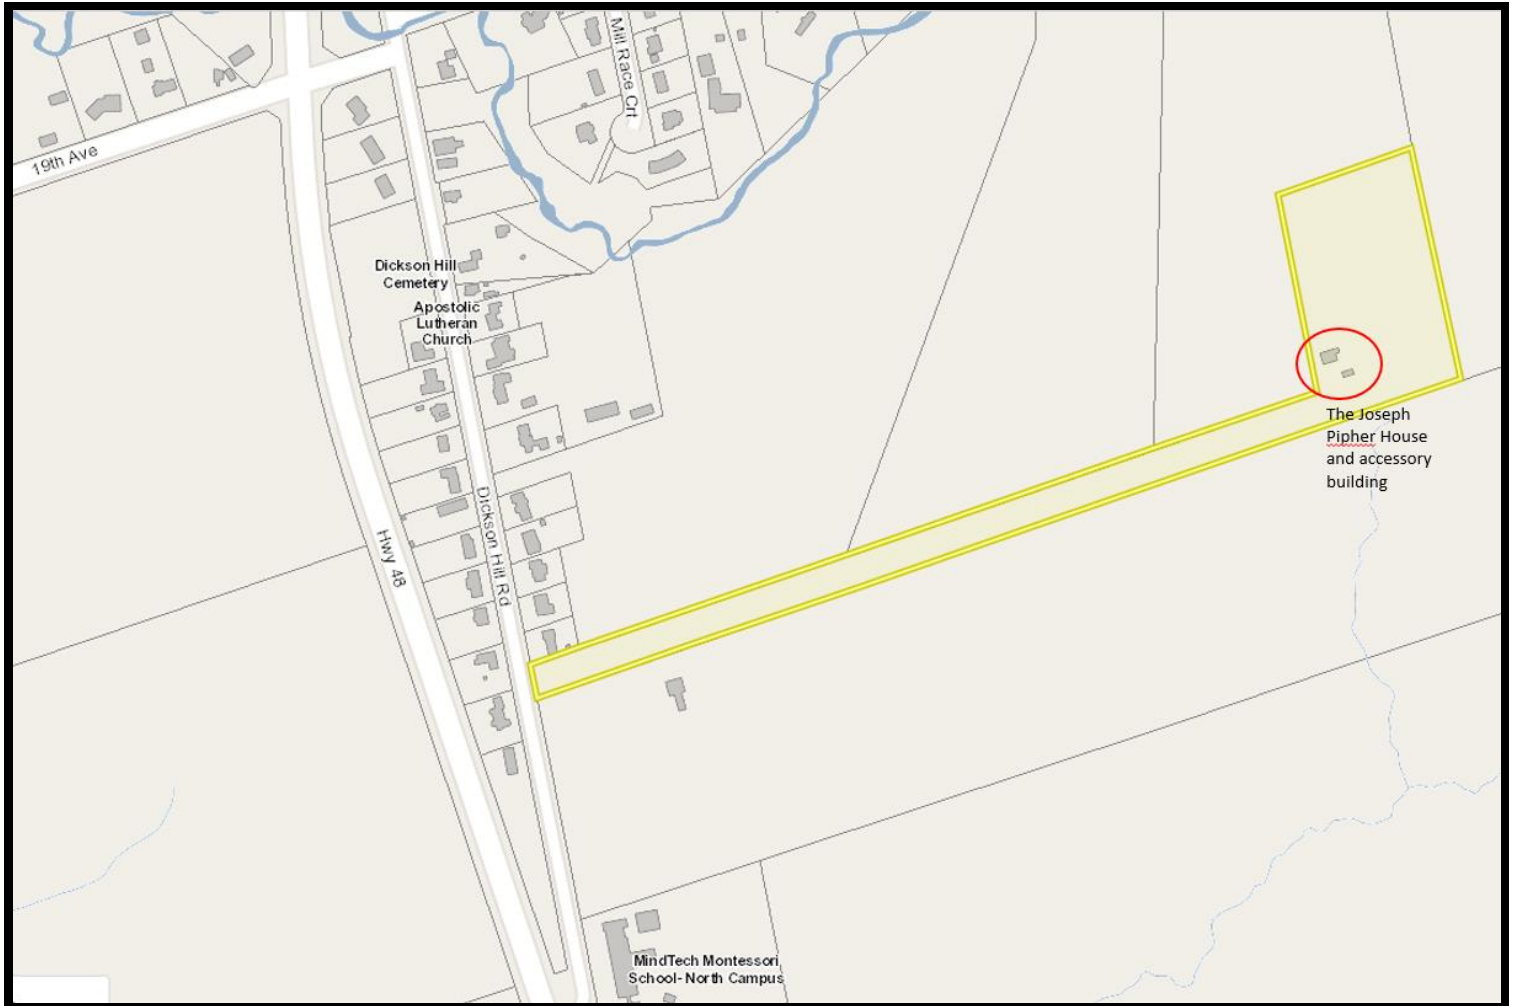 Mill Race Crt
19th Ave
Dickson Hill
Cemetery
Apostolic
Lutheran
Church
The Joseph
Pipher House
and accessory
building
Dickson Hill Rd
Hwy 48
MindTech Montessori
School- North Campus